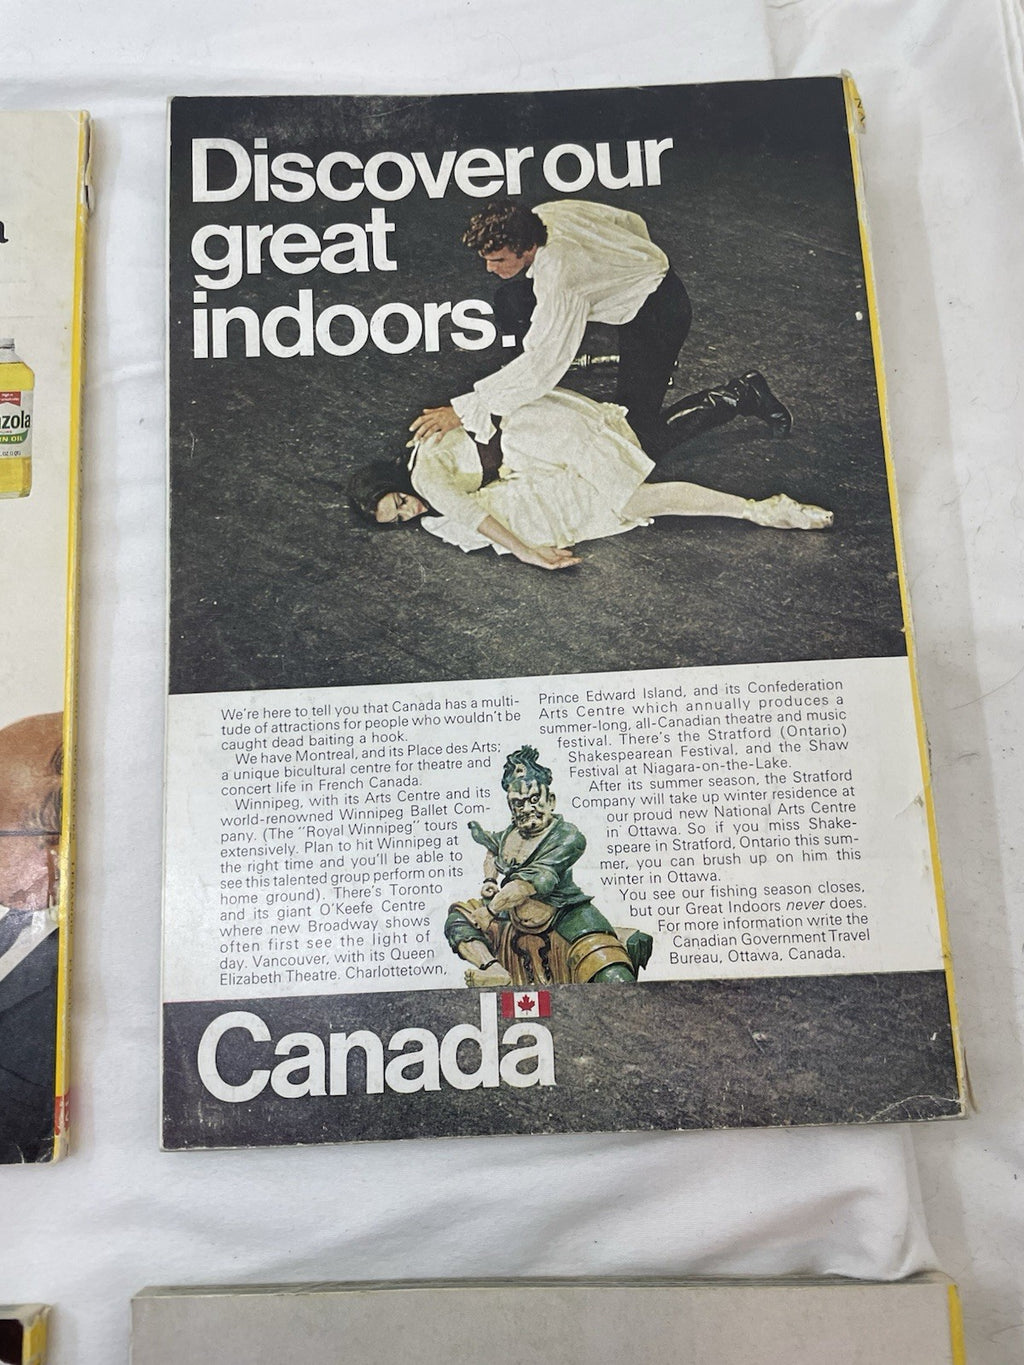 Discover our
great
indoors.
We're here to tell you that Canada has a multi-
tude of attractions for people who wouldn't be
caught dead baiting a hook.
We have Montreal, and its Place des Arts;
a unique bicultural centre for theatre and
concert life in French Canada.
Winnipeg, with its Arts Centre and its
world-renowned Winnipeg Ballet Com-
pany. (The "Royal Winnipeg" tours
extensively. Plan to hit Winnipeg at
the right time and you'll be able to
see this talented group perform on its
home ground). There's Toronto
and its giant O'Keefe Centre
where new Broadway shows
often first see the light of
day. Vancouver, with its Queen
Elizabeth Theatre. Charlottetown,
Prince Edward Island, and its Confederation
Arts Centre which annually produces a
summer-long, all-Canadian theatre and music
festival. There's the Stratford (Ontario)
Shakespearean Festival, and the Shaw
Festival at Niagara-on-the-Lake.
After its summer season, the Stratford
Company will take up winter residence at
our proud new National Arts Centre
in Ottawa. So if you miss Shake-
speare in Stratford, Ontario this sum-
mer, you can brush up on him this
winter in Ottawa.
You see our fishing season closes,
but our Great Indoors never does.
For more information write the
Canadian Government Travel
Bureau, Ottawa, Canada.
Canada
zola
N OIL